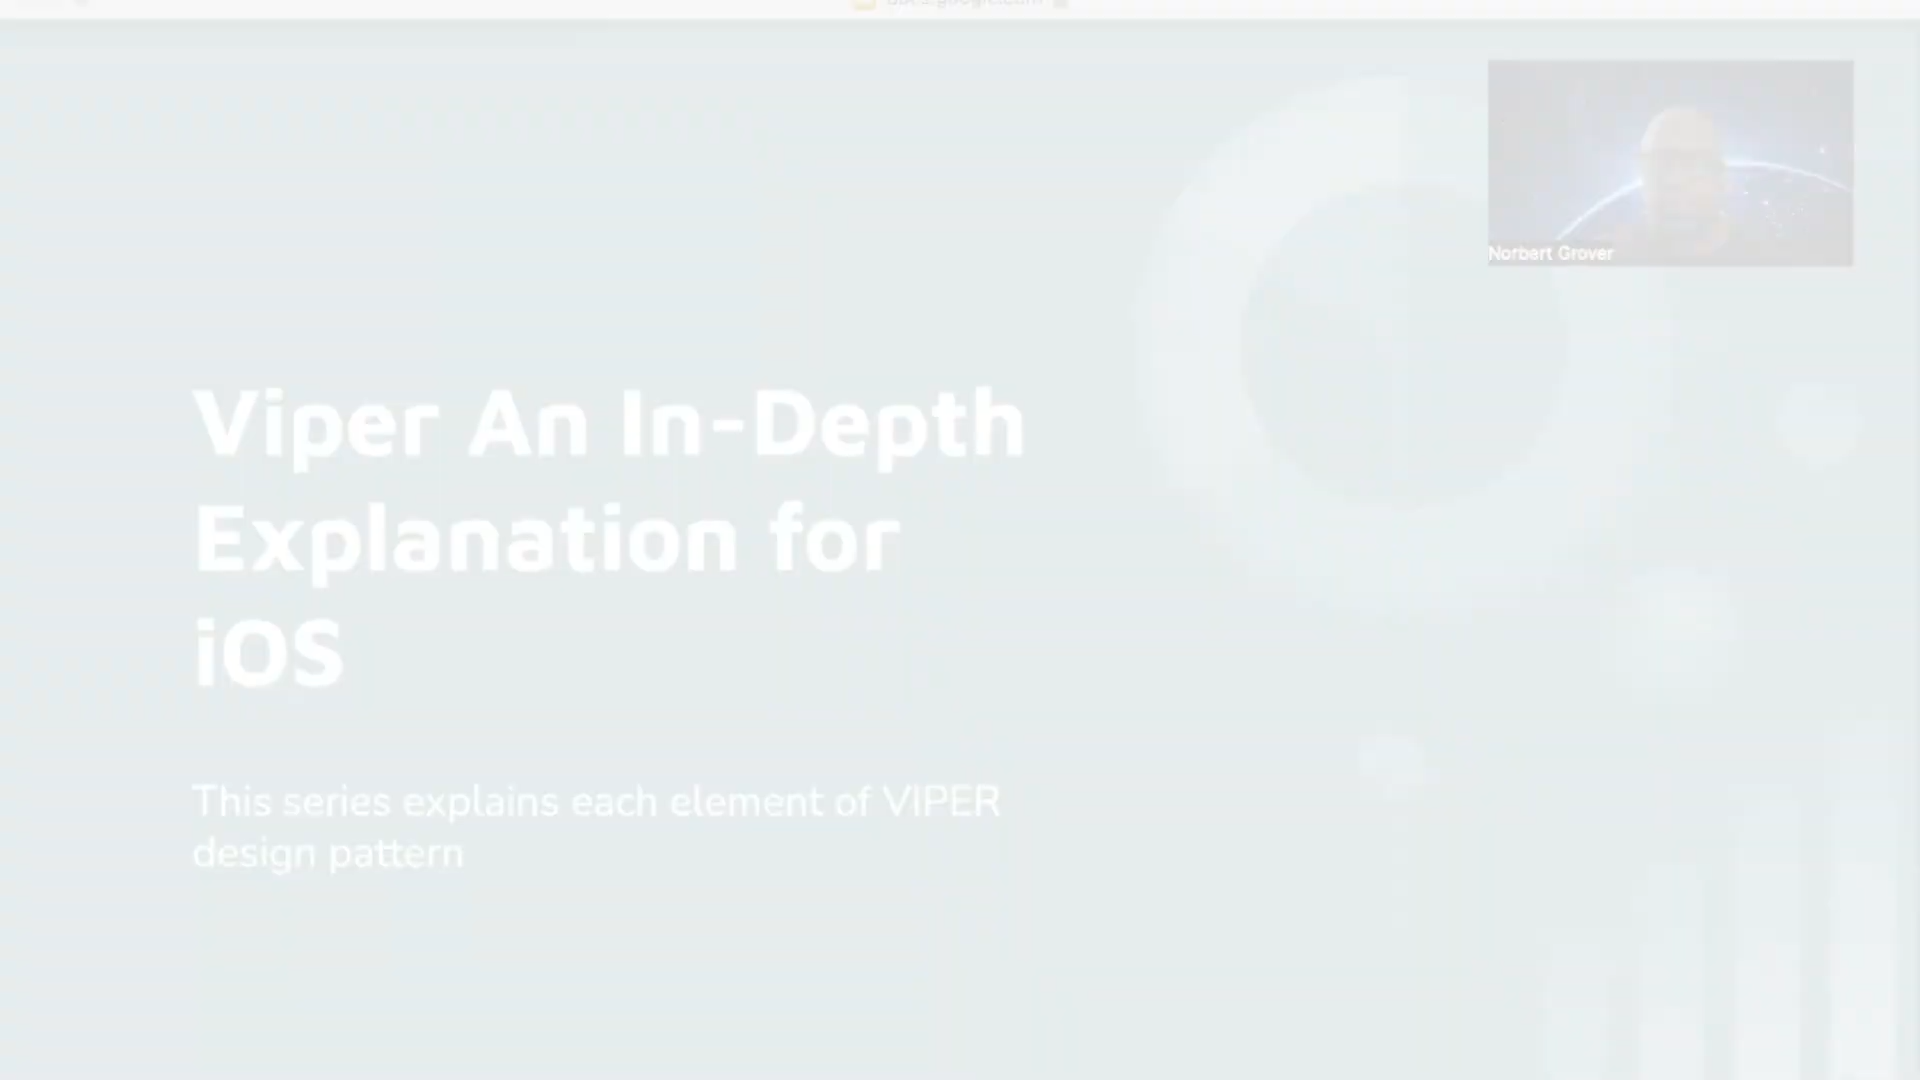 Norbert Grover
Viper An In-Depth
Explanation for
iOS
This series explains each element of VIPER
design pattern